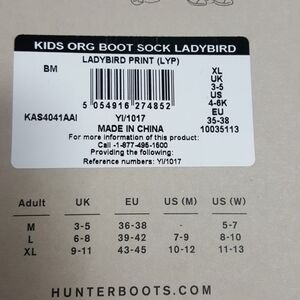 KIDS ORG BOOT SOCK LADYBIRD
LADYBIRD PRINT (LYP)
BM
XL
UK
3-5
US
4-6K
EU
35-38
5 054916 274852
KAS4041AAI
YI/1017
MADE IN CHINA
10035113
For more information of this product:
Call -1-877-495-1500
Providing the following:
Reference numbers: YI/1017
Adult UK EU US (M) US (W)
M 3-5 36-38 - 5-7
L 6-8 39-42 7-9 8-10
XL 9-11 43-45 10-12 11-13
HUNTERBOOTS.COM